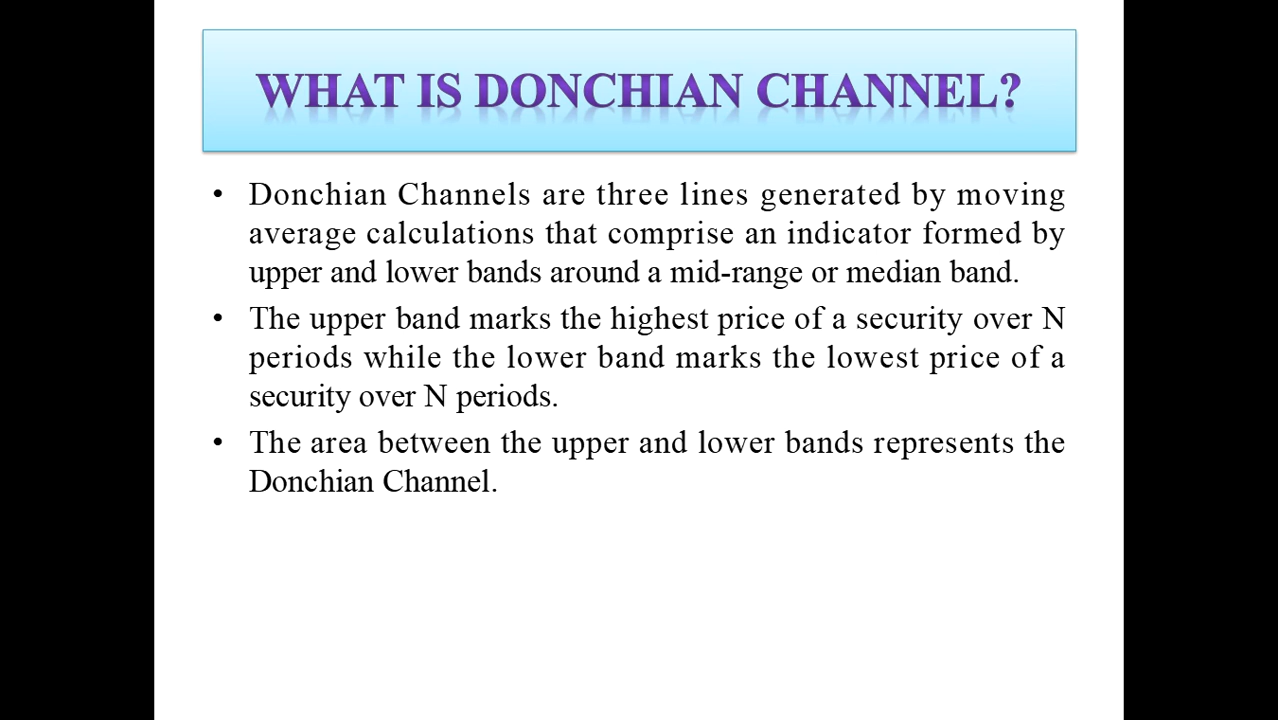 WHAT IS DONCHIAN CHANNEL?
• Donchian Channels are three lines generated by moving
average calculations that comprise an indicator formed by
upper and lower bands around a mid-range or median band.
• The upper band marks the highest price of a security over N
periods while the lower band marks the lowest price of a
security over N periods.
• The area between the upper and lower bands represents the
Donchian Channel.